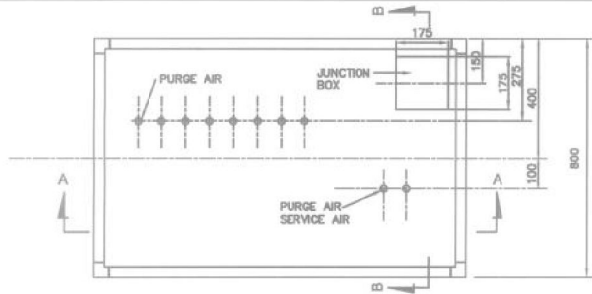 B
175
PURGE AIR
JUNCTION
BOX
175
150
275
400
800
100
A
A
PURGE AIR
SERVICE AIR
B